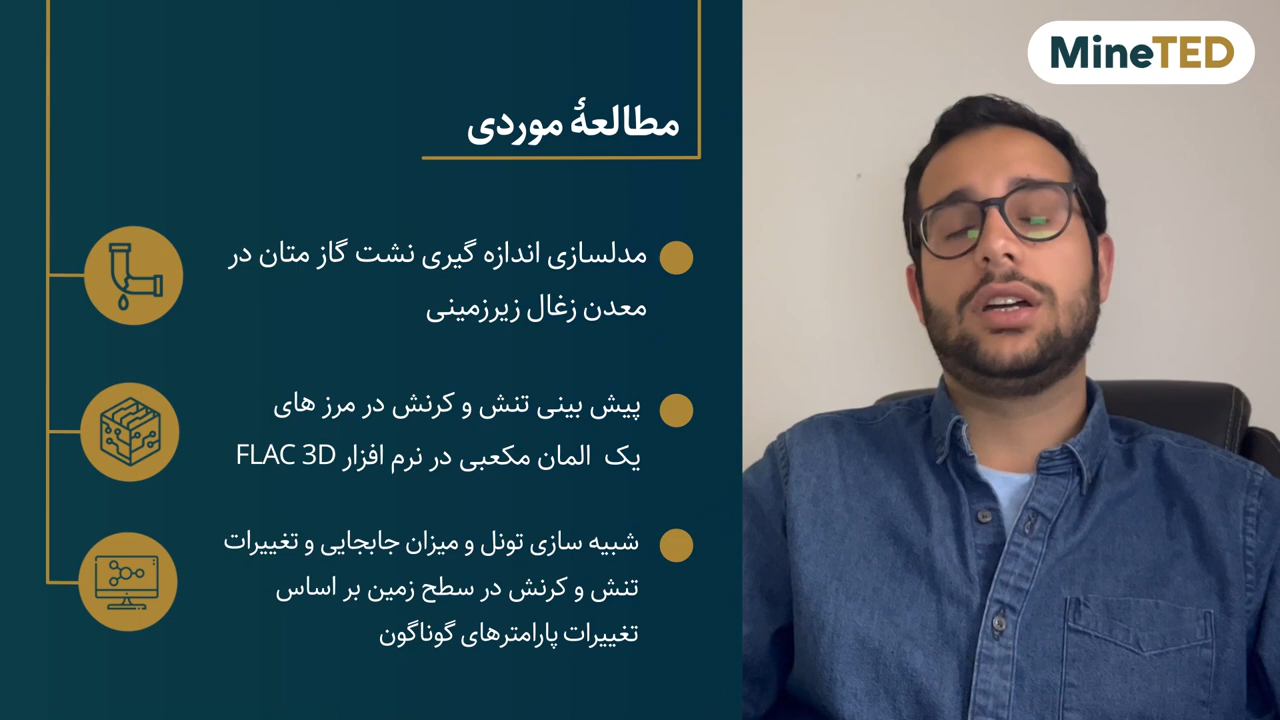 MineTED
مطالعهٔ موردی
مدلسازی اندازه گیری نشت گاز متان در
معدن زغال زیرزمینی
پیش بینی تنش و کرنش در مرز های
یک المان مکعبی در نرم افزار FLAC 3D
شبیه سازی تونل و میزان جابجایی و تغییرات
تنش و کرنش در سطح زمین بر اساس
تغییرات پارامترهای گوناگون